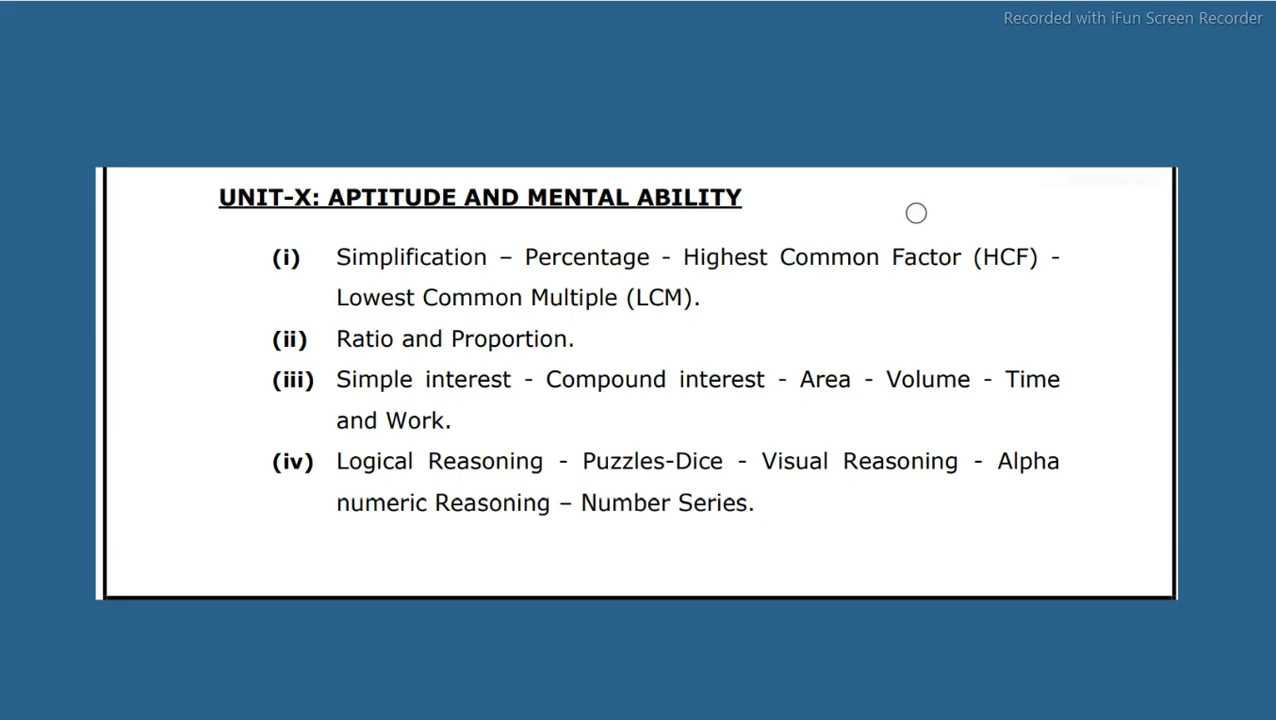 Recorded with iFun Screen Recorder
UNIT-X: APTITUDE AND MENTAL ABILITY
(i) Simplification – Percentage - Highest Common Factor (HCF) -
Lowest Common Multiple (LCM).
(ii) Ratio and Proportion.
(iii) Simple interest - Compound interest - Area - Volume - Time
and Work.
(iv) Logical Reasoning - Puzzles-Dice - Visual Reasoning - Alpha
numeric Reasoning – Number Series.